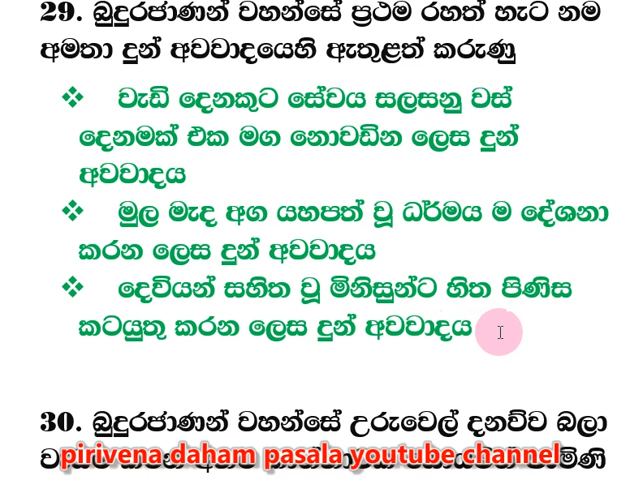 29. බුදුරජාණන් වහන්සේ ප්‍රථම රහත් හැට නම
අමතා දුන් අවවාදයෙහි ඇතුළත් කරුණු
❖ වැඩි දෙනකුට සේවය සලසනු වස්
දෙනමක් එක මග නොවඩින ලෙස දුන්
අවවාදය
❖ මුල මැද අග යහපත් වූ ධර්මය ම දේශනා
කරන ලෙස දුන් අවවාදය
❖ දෙවියන් සහිත වූ මිනිසුන්ට හිත පිණිස
කටයුතු කරන ලෙස දුන් අවවාදය
30. බුදුරජාණන් වහන්සේ උරුවෙල් දනව්ව බලා
pirivena daham pasala youtube channel